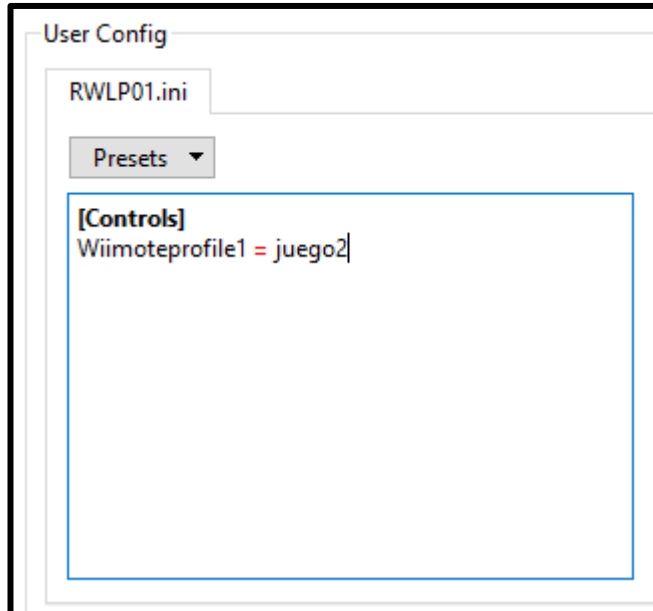 User Config
RWLP01.ini
Presets
[Controls]
Wiimoteprofile1 = juego2